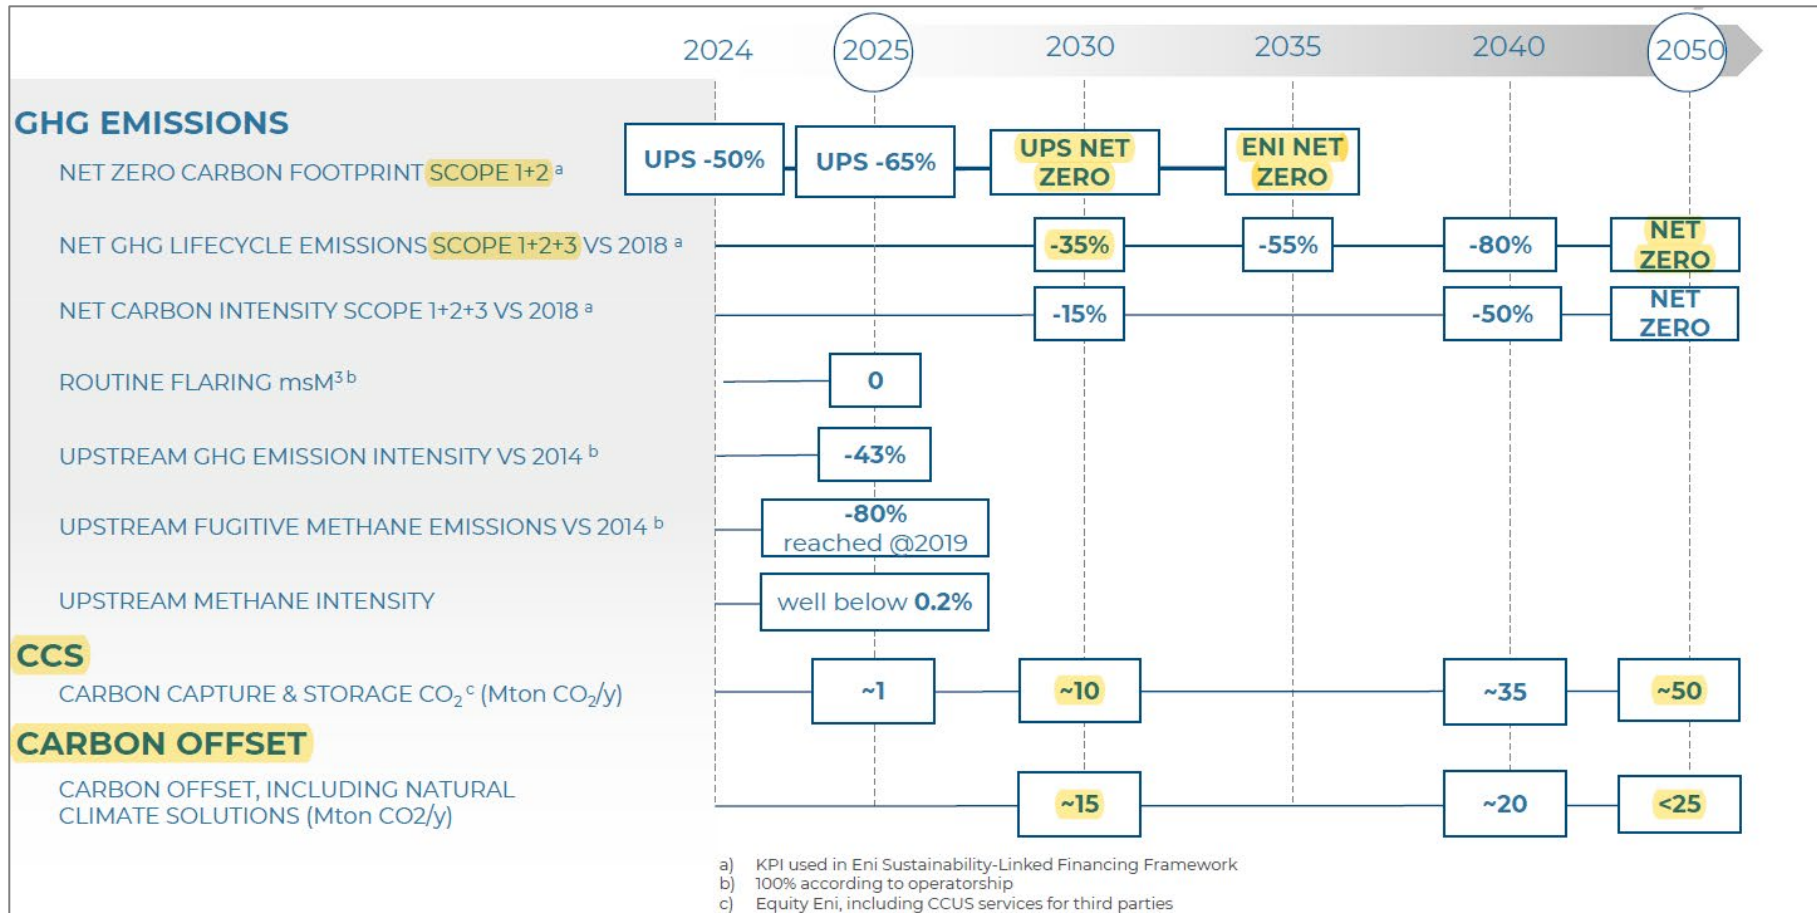 2024 2025 2030 2035 2040 2050
GHG EMISSIONS
NET ZERO CARBON FOOTPRINT SCOPE 1+2 a
UPS -50%
UPS -65%
UPS NET
ZERO
ENI NET
ZERO
NET GHG LIFECYCLE EMISSIONS SCOPE 1+2+3 VS 2018 a
-35%
-55%
-80%
NET
ZERO
NET CARBON INTENSITY SCOPE 1+2+3 VS 2018 a
-15%
-50%
NET
ZERO
ROUTINE FLARING msM3 b
0
UPSTREAM GHG EMISSION INTENSITY VS 2014 b
-43%
UPSTREAM FUGITIVE METHANE EMISSIONS VS 2014 b
-80%
reached @2019
UPSTREAM METHANE INTENSITY
well below 0.2%
CCS
CARBON CAPTURE & STORAGE CO2 c (Mton CO2/y)
~1
~10
~35
~50
CARBON OFFSET
CARBON OFFSET, INCLUDING NATURAL
CLIMATE SOLUTIONS (Mton CO2/y)
~15
~20
<25
a) KPI used in Eni Sustainability-Linked Financing Framework
b) 100% according to operatorship
c) Equity Eni, including CCUS services for third parties